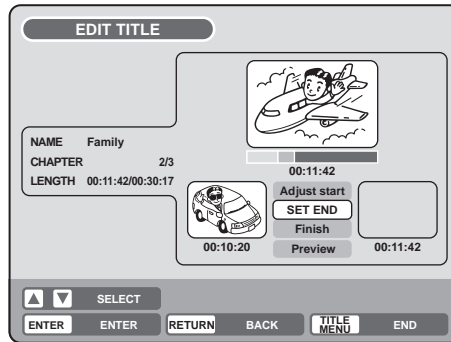 EDIT TITLE
NAME Family
CHAPTER 2/3
LENGTH 00:11:42/00:30:17
00:11:42
Adjust start
SET END
Finish
Preview
00:10:20
00:11:42
SELECT
ENTER ENTER RETURN BACK TITLE MENU END